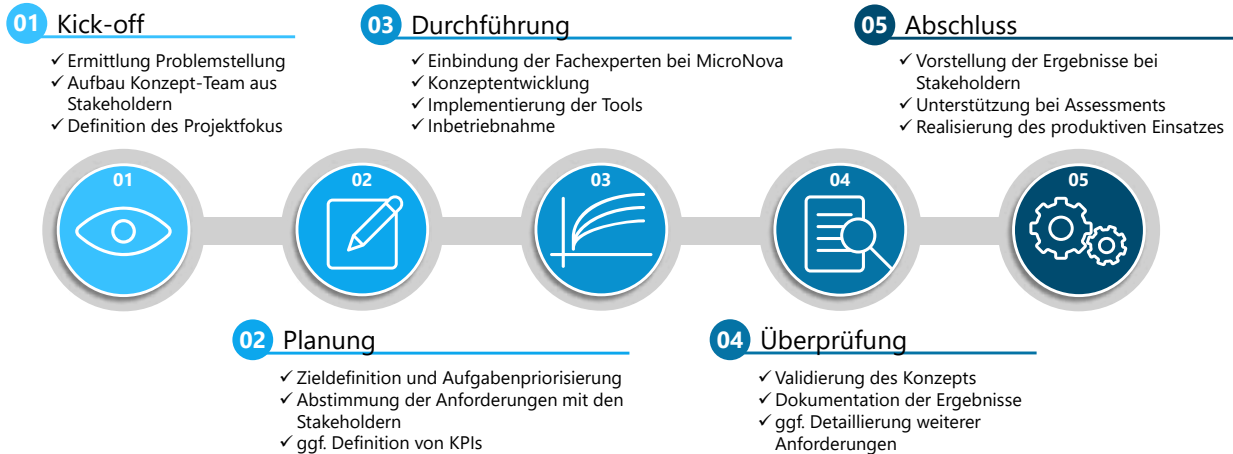 01 Kick-off
✓ Ermittlung Problemstellung
✓ Aufbau Konzept-Team aus
Stakeholdern
✓ Definition des Projektfokus
03 Durchführung
✓ Einbindung der Fachexperten bei MicroNova
✓ Konzeptentwicklung
✓ Implementierung der Tools
✓ Inbetriebnahme
05 Abschluss
✓ Vorstellung der Ergebnisse bei
Stakeholdern
✓ Unterstützung bei Assessments
✓ Realisierung des produktiven Einsatzes
01
02
03
04
05
02 Planung
✓ Zieldefinition und Aufgabenpriorisierung
✓ Abstimmung der Anforderungen mit den
Stakeholdern
✓ ggf. Definition von KPIs
04 Überprüfung
✓ Validierung des Konzepts
✓ Dokumentation der Ergebnisse
✓ ggf. Detaillierung weiterer
Anforderungen